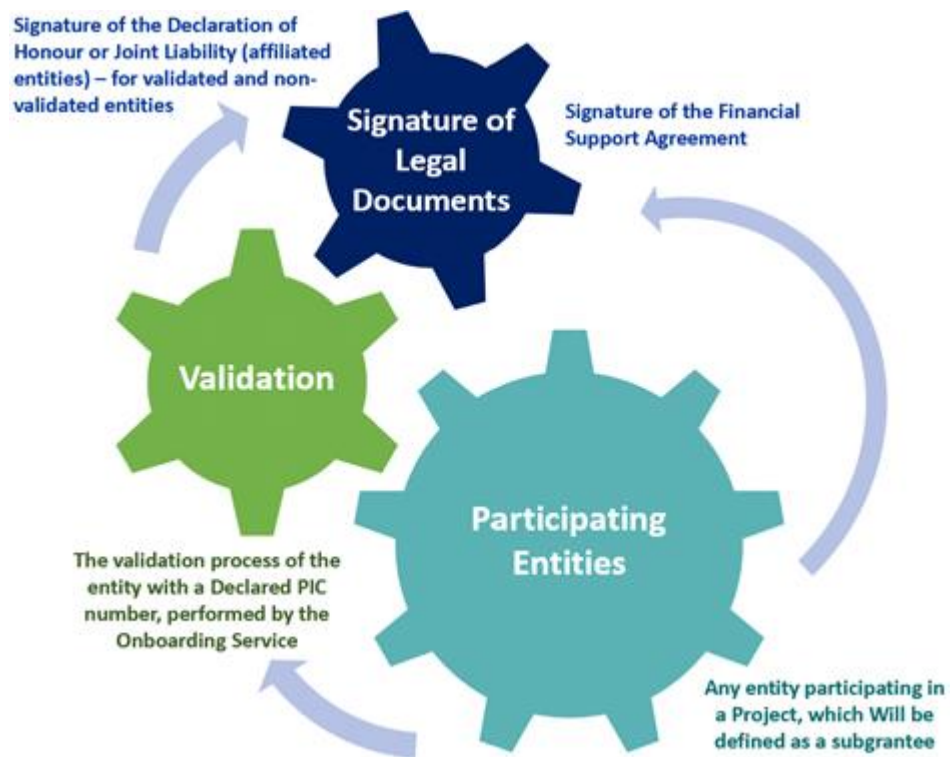 Signature of the Declaration of
Honour or Joint Liability (affiliated
entities) – for validated and non-
validated entities
Signature of
Legal
Documents
Signature of the Financial
Support Agreement
Validation
The validation process of the
entity with a Declared PIC
number, performed by the
Onboarding Service
Participating
Entities
Any entity participating in
a Project, which Will be
defined as a subgrantee